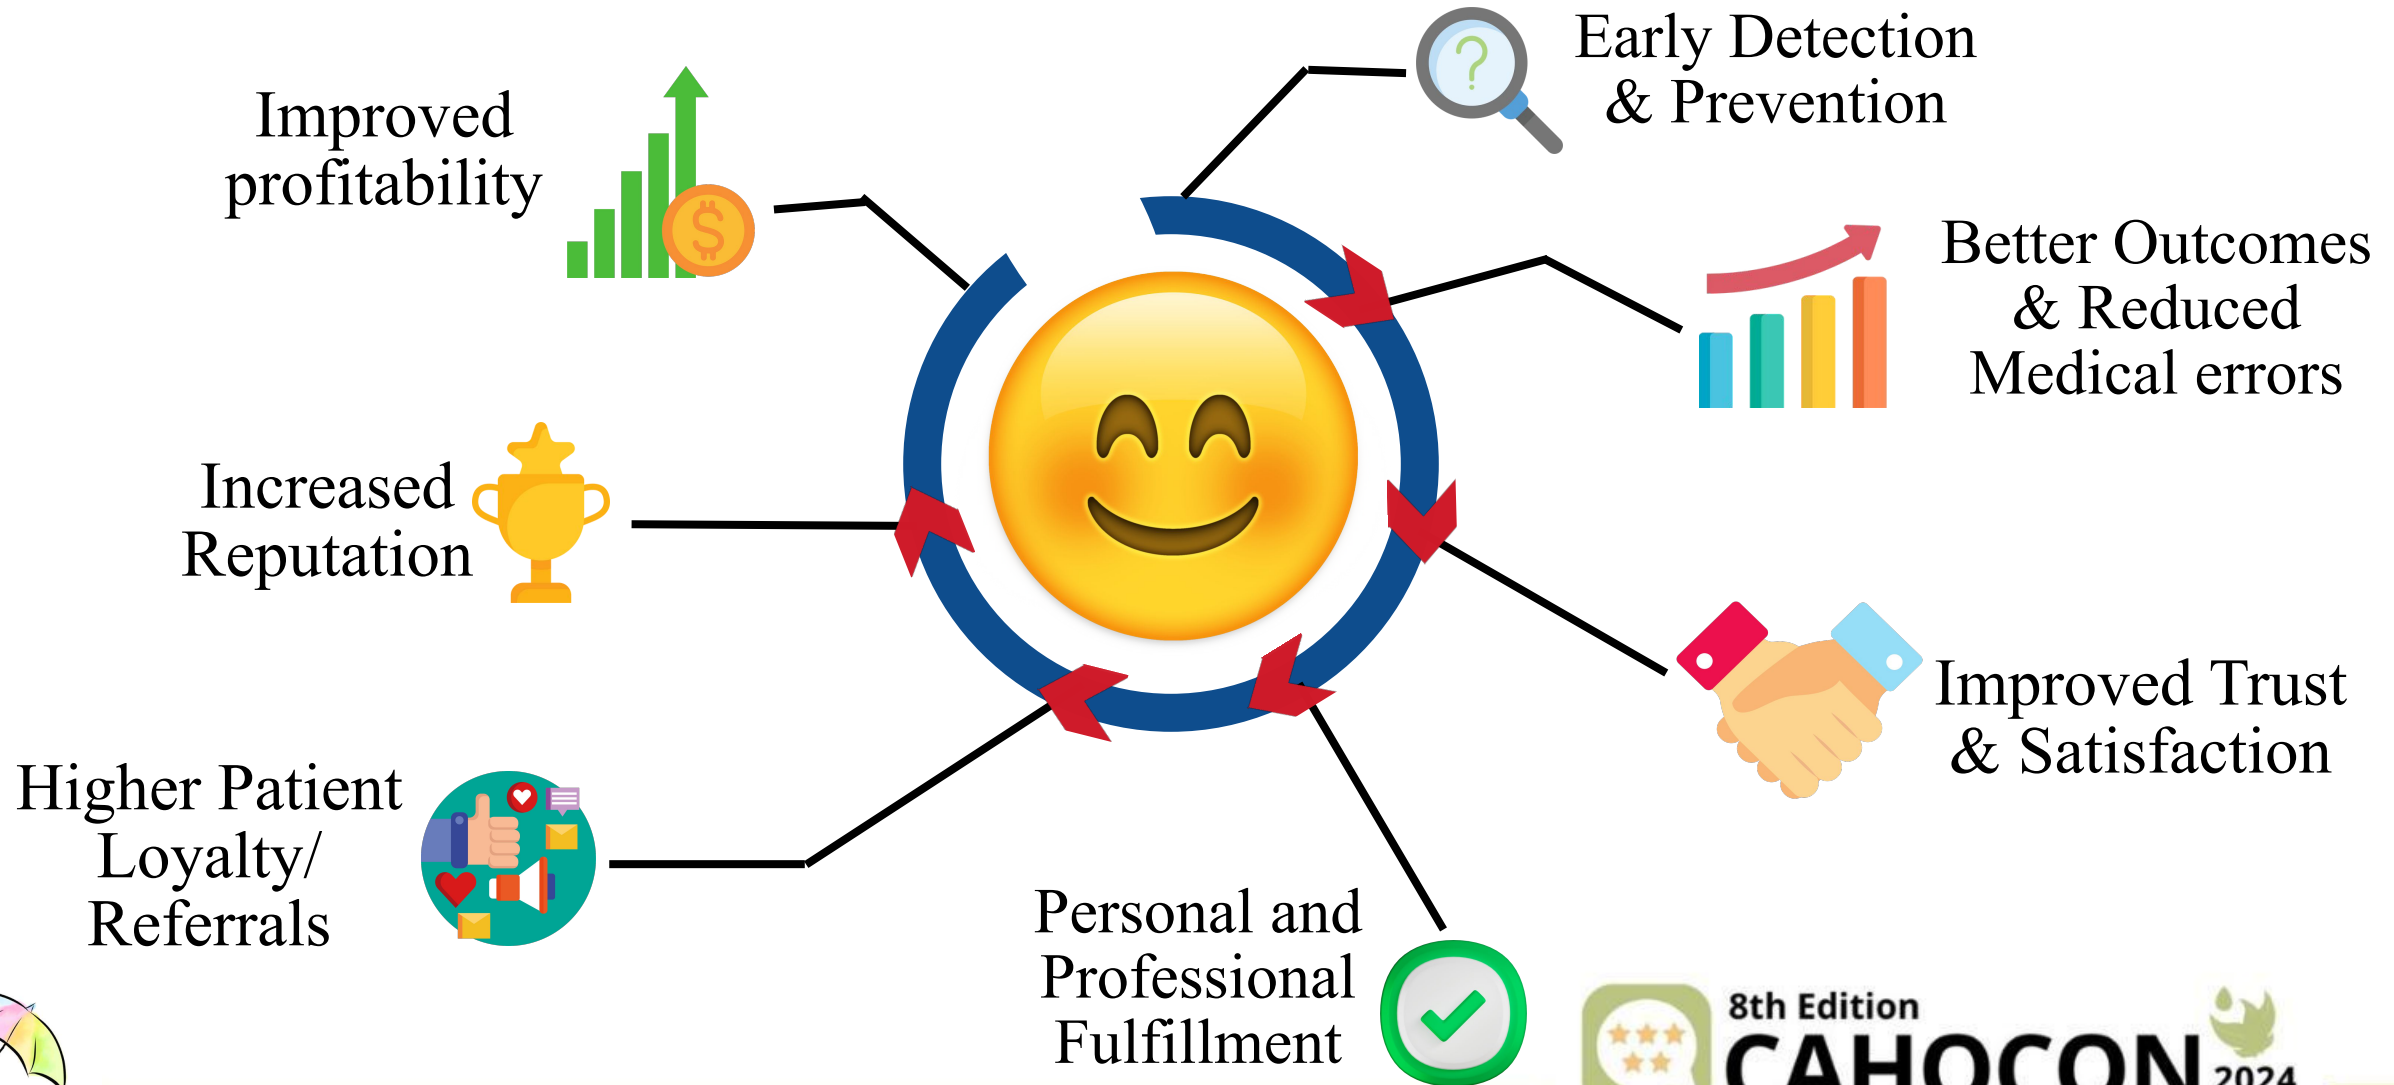 Early Detection
& Prevention
Better Outcomes
& Reduced
Medical errors
Improved Trust
& Satisfaction
Personal and
Professional
Fulfillment
Higher Patient
Loyalty/
Referrals
Increased
Reputation
Improved
profitability
?
$
8th Edition
CAHOCON
2024